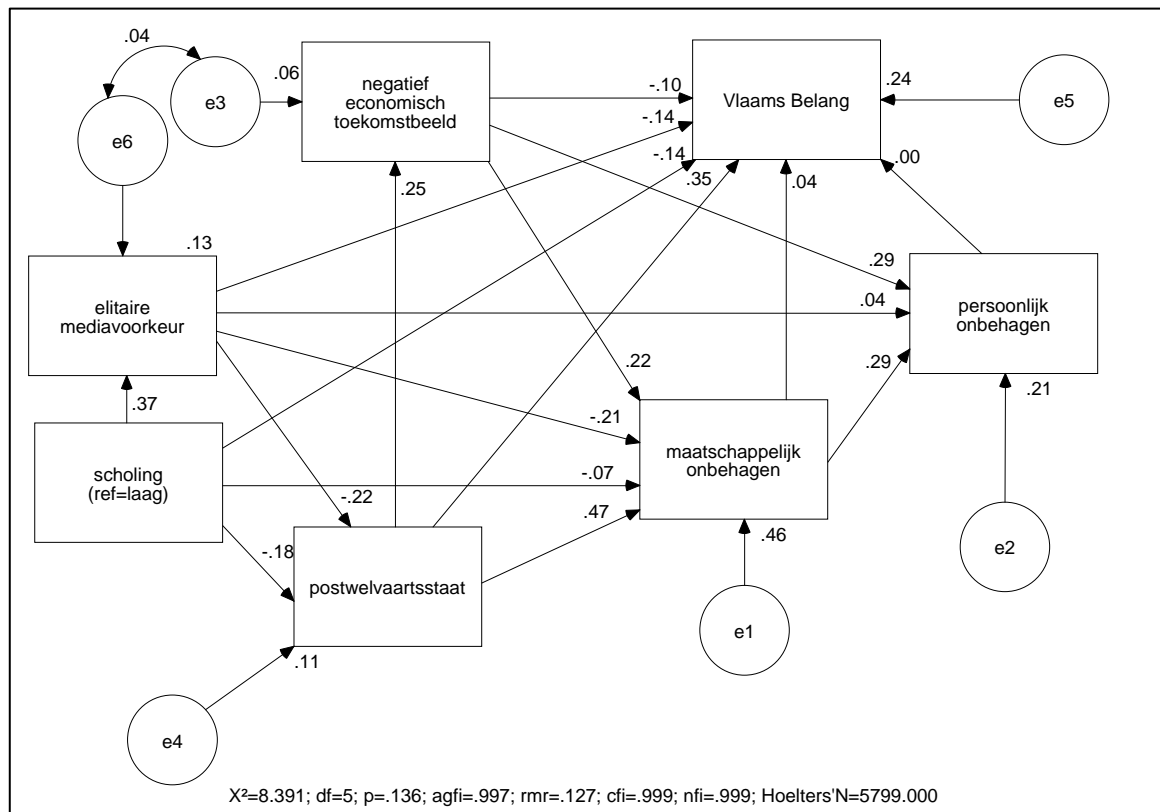 .04
e6
e3
.06
negatief
economisch
toekomstbeeld
-.10
-.14
-.14
.35
Vlaams Belang
.24
e5
.00
.04
.25
.13
elitaire
mediavoorkeur
.29
.04
persoonlijk
onbehagen
.22
.29
.21
.37
-.21
maatschappelijk
onbehagen
scholing
(ref=laag)
-.07
-.22
.47
.46
-.18
postwelvaartsstaat
e2
e1
.11
e4
X²=8.391; df=5; p=.136; agfi=.997; rmr=.127; cfi=.999; nfi=.999; Hoelters'N=5799.000